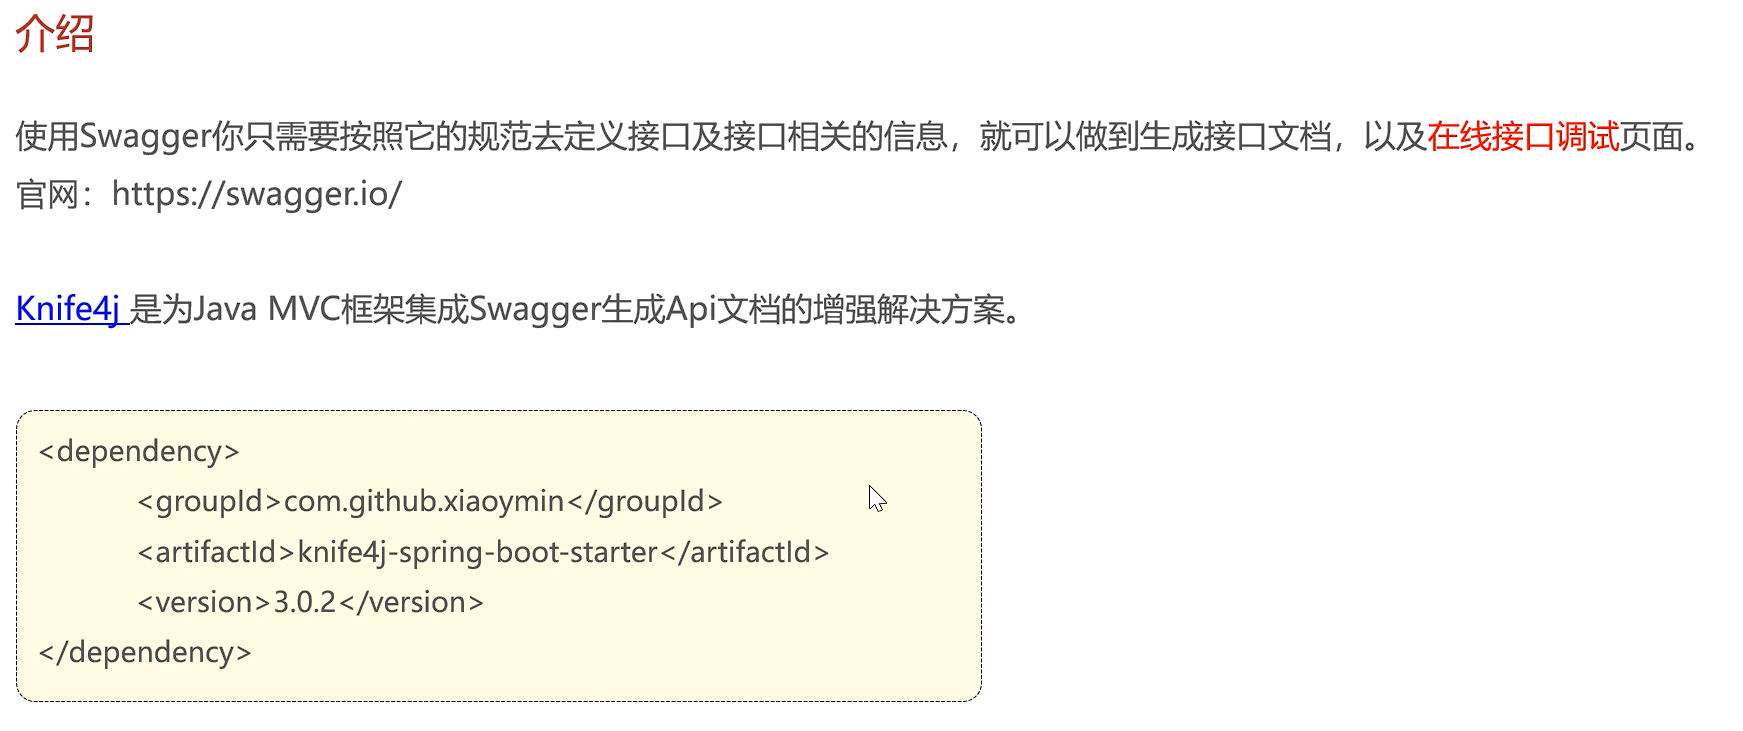 介绍
使用Swagger你只需要按照它的规范去定义接口及接口相关的信息，就可以做到生成接口文档，以及在线接口调试页面。
官网：https://swagger.io/
Knife4j 是为Java MVC框架集成Swagger生成Api文档的增强解决方案。
<dependency>
<groupId>com.github.xiaoymin</groupId>
<artifactId>knife4j-spring-boot-starter</artifactId>
<version>3.0.2</version>
</dependency>